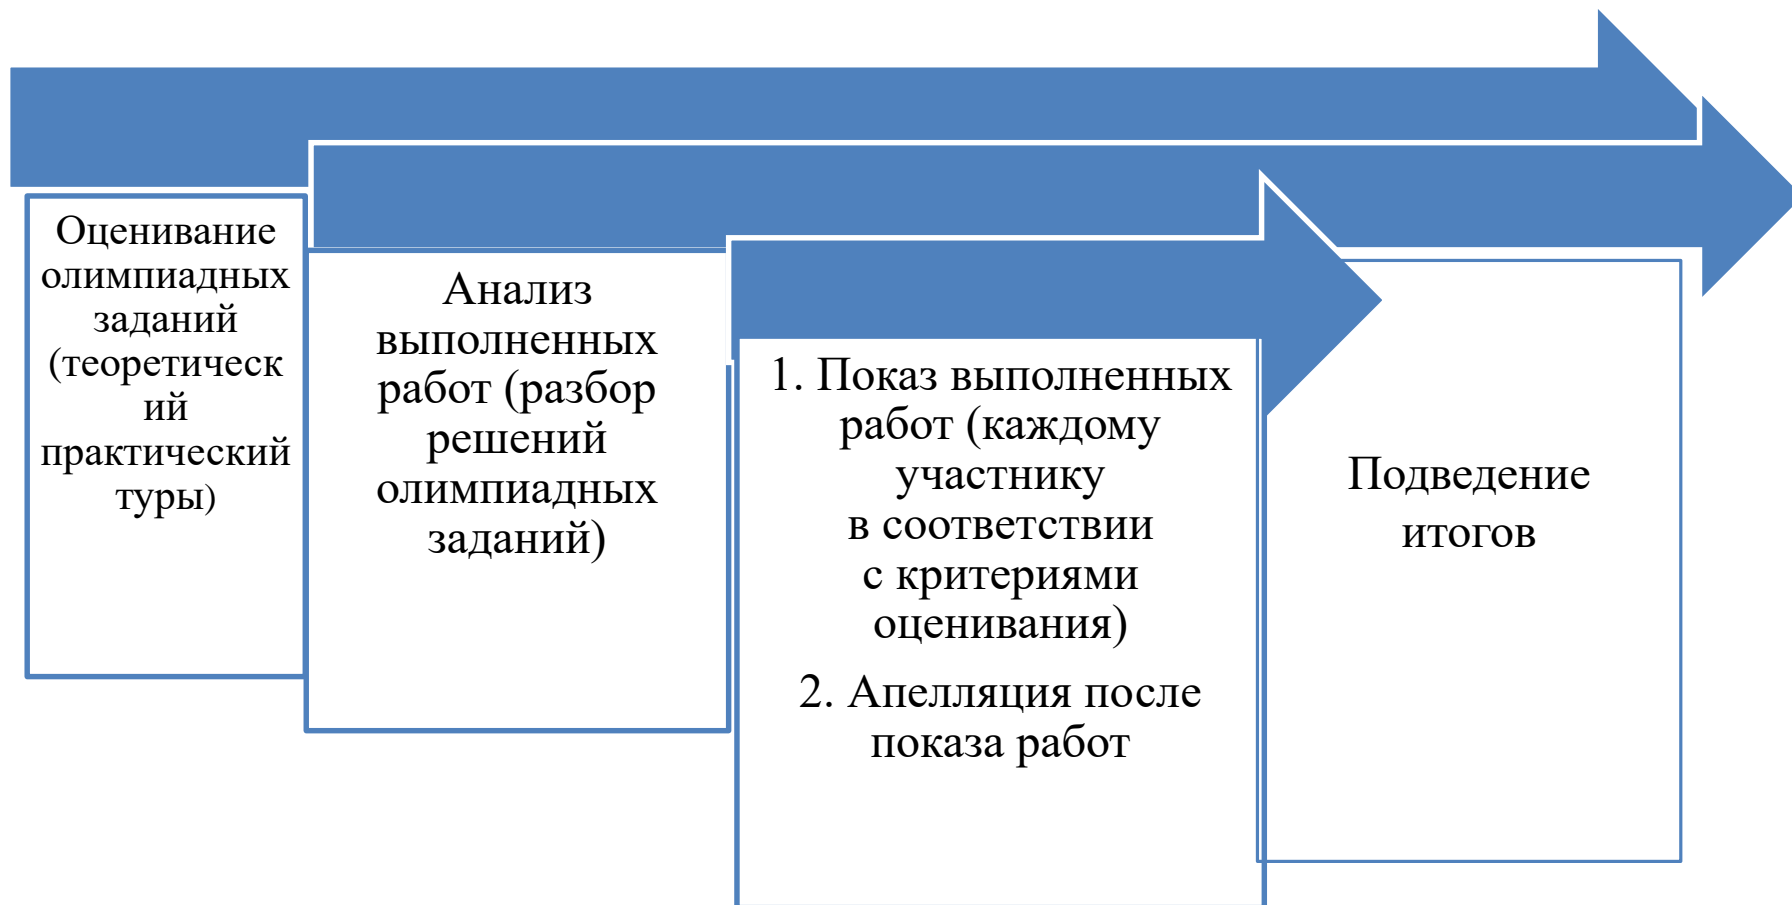 Оценивание
олимпиадных
заданий
(теоретическ
ий
практический
туры)
Анализ
выполненных
работ (разбор
решений
олимпиадных
заданий)
1. Показ выполненных
работ (каждому
участнику
в соответствии
с критериями
оценивания)
2. Апелляция после
показа работ
Подведение
итогов